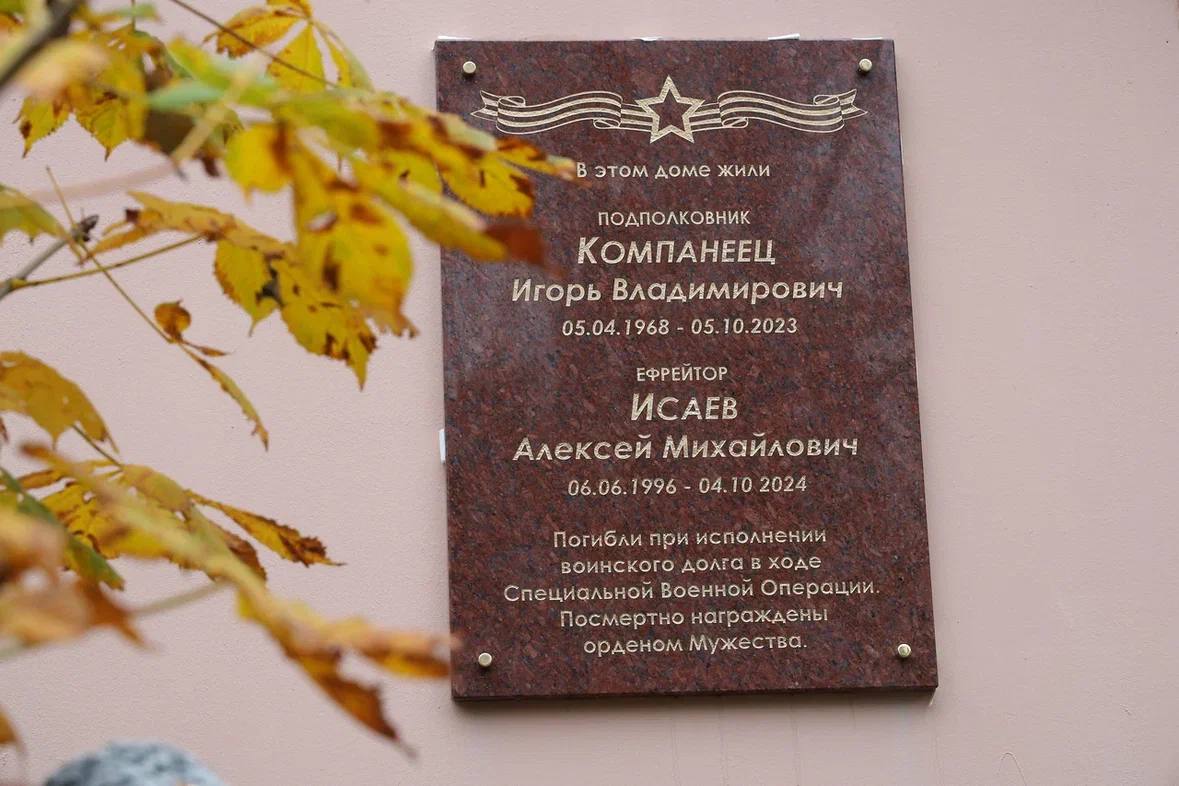 В этом доме жили
подполковник
Компанеец
Игорь Владимирович
05.04.1968 - 05.10.2023
ефрейтор
Исаев
Алексей Михайлович
06.06.1996 - 04.10 2024
Погибли при исполнении
воинского долга в ходе
Специальной Военной Операции.
Посмертно награждены
орденом Мужества.